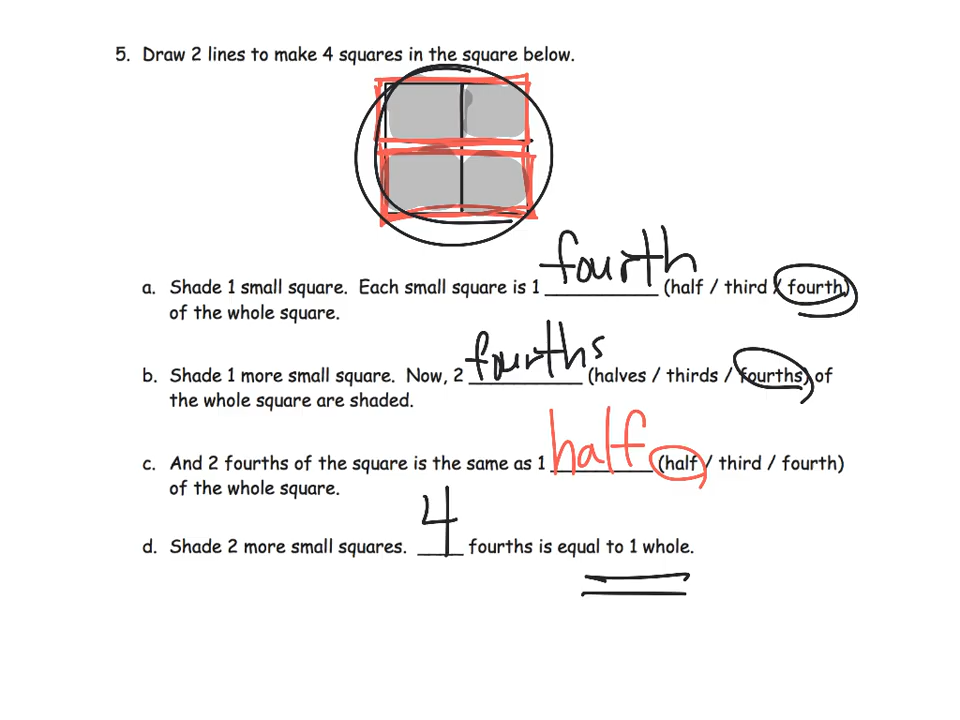 5. Draw 2 lines to make 4 squares in the square below.
a. Shade 1 small square. Each small square is 1 fourth (half / third / fourth)
of the whole square.
b. Shade 1 more small square. Now, 2 fourths (halves / thirds / fourths) of
the whole square are shaded.
c. And 2 fourths of the square is the same as 1 half (half / third / fourth)
of the whole square.
d. Shade 2 more small squares. 4 fourths is equal to 1 whole.